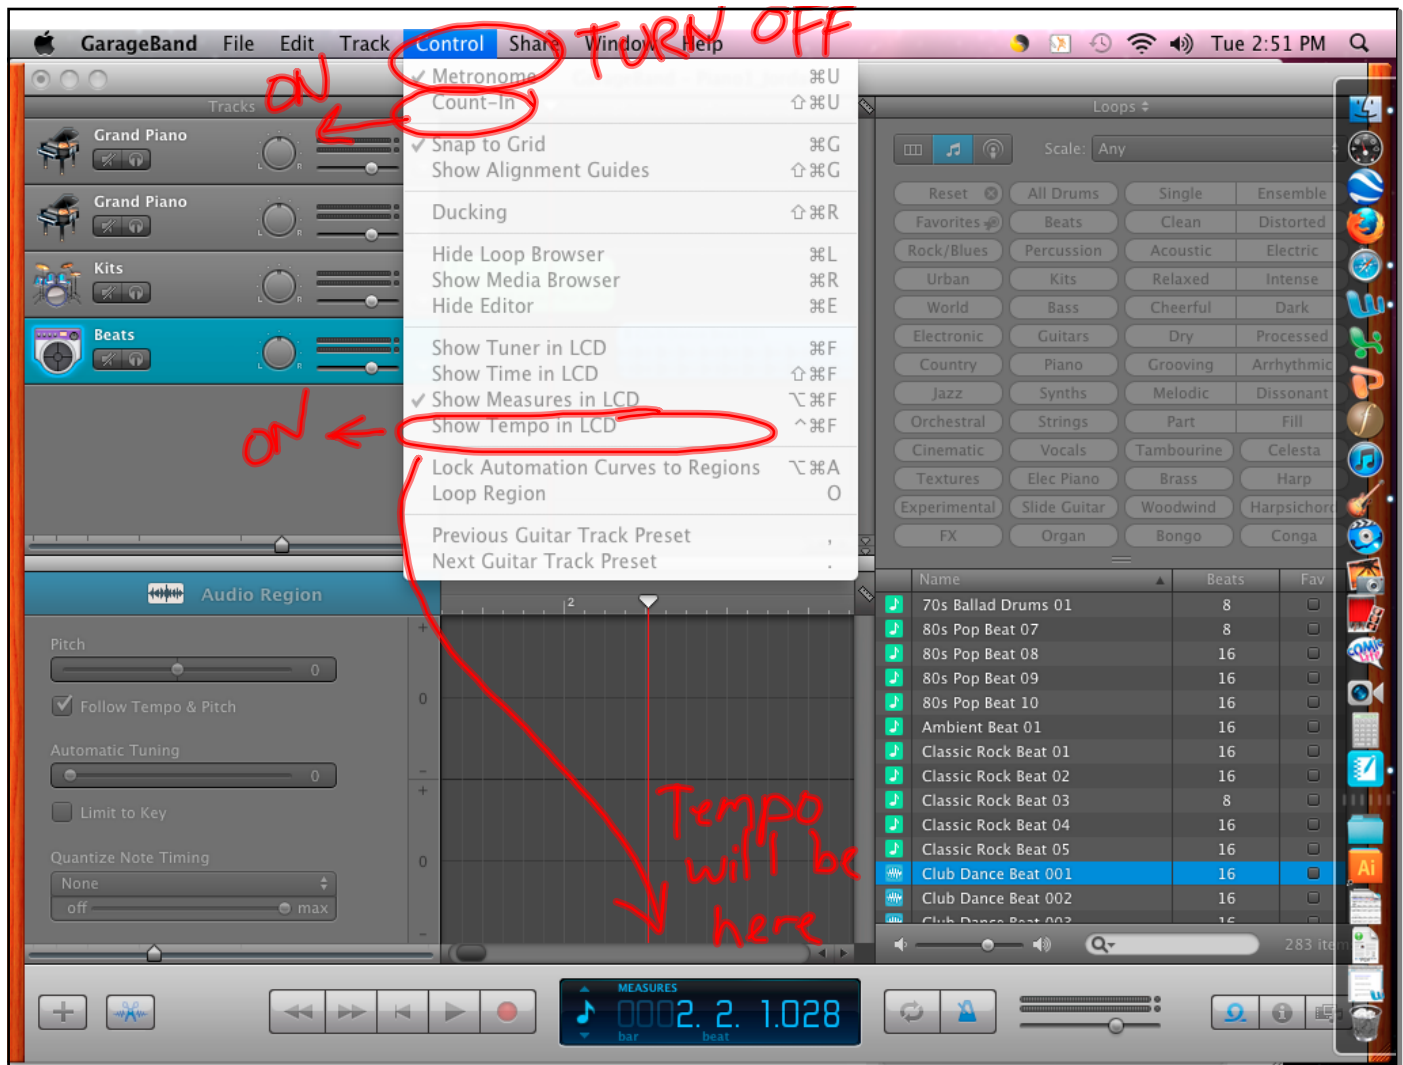 GarageBand File Edit Track Control Share Window Help Tue 2:51 PM
TURN OFF
ON
Metronome ⌘U
Count-In ⇧⌘U
Snap to Grid ⌘G
Show Alignment Guides ⇧⌘G
Ducking ⇧⌘R
Hide Loop Browser ⌘L
Show Media Browser ⌘R
Hide Editor ⌘E
Show Tuner in LCD ⌘F
Show Time in LCD ⇧⌘F
Show Measures in LCD ⌥⌘F
Show Tempo in LCD ^⌘F
Lock Automation Curves to Regions ⌥⌘A
Loop Region O
Previous Guitar Track Preset ,
Next Guitar Track Preset .
Tracks
Grand Piano
L R
Grand Piano
L R
Kits
L R
Beats
L R
ON
Loops
Scale: Any
Reset All Drums Single Ensemble
Favorites Beats Clean Distorted
Rock/Blues Percussion Acoustic Electric
Urban Kits Relaxed Intense
World Bass Cheerful Dark
Electronic Guitars Dry Processed
Country Piano Grooving Arrhythmic
Jazz Synths Melodic Dissonant
Orchestral Strings Part Fill
Cinematic Vocals Tambourine Celesta
Textures Elec Piano Brass Harp
Experimental Slide Guitar Woodwind Harpsichord
FX Organ Bongo Conga
Name Beats Fav
70s Ballad Drums 01 8
80s Pop Beat 07 8
80s Pop Beat 08 16
80s Pop Beat 09 16
80s Pop Beat 10 16
Ambient Beat 01 16
Classic Rock Beat 01 16
Classic Rock Beat 02 16
Classic Rock Beat 03 8
Classic Rock Beat 04 16
Classic Rock Beat 05 16
Club Dance Beat 001 16
Club Dance Beat 002 16
Club Dance Beat 003 16
283 item
Audio Region
2
Pitch
0
Follow Tempo & Pitch
Automatic Tuning
0
Limit to Key
Quantize Note Timing
None
off max
+
0
-
+
0
-
Tempo
will be
here
MEASURES
0002. 2. 1.028
bar beat
COMIC
Ai